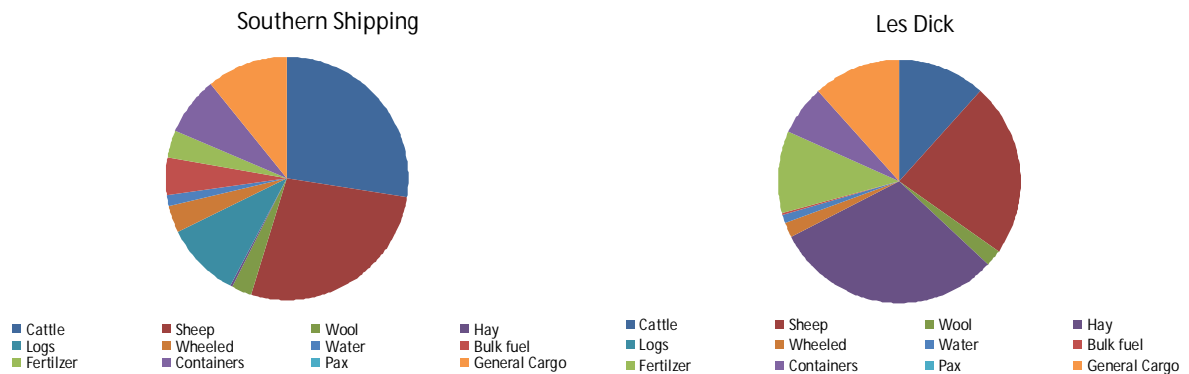 Southern Shipping
Cattle Sheep Wool Hay
Logs Wheeled Water Bulk fuel
Fertilzer Containers Pax General Cargo
Les Dick
Cattle Sheep Wool Hay
Logs Wheeled Water Bulk fuel
Fertilzer Containers Pax General Cargo